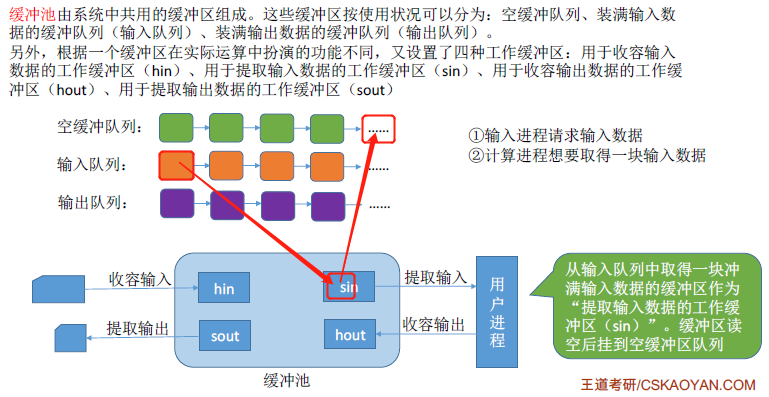 缓冲池由系统中共用的缓冲区组成。这些缓冲区按使用状况可以分为：空缓冲队列、装满输入数
据的缓冲队列（输入队列）、装满输出数据的缓冲队列（输出队列）。
另外，根据一个缓冲区在实际运算中扮演的功能不同，又设置了四种工作缓冲区：用于收容输入
数据的工作缓冲区（hin）、用于提取输入数据的工作缓冲区（sin）、用于收容输出数据的工作缓
冲区（hout）、用于提取输出数据的工作缓冲区（sout）
空缓冲队列：
……
输入队列：
……
输出队列：
……
①输入进程请求输入数据
②计算进程想要取得一块输入数据
收容输入
hin
sin
提取输入
提取输出
sout
hout
收容输出
缓冲池
用户进程
从输入队列中取得一块冲
满输入数据的缓冲区作为
“提取输入数据的工作缓
冲区（sin）”。缓冲区读
空后挂到空缓冲区队列
王道考研/CSKAOYAN.COM